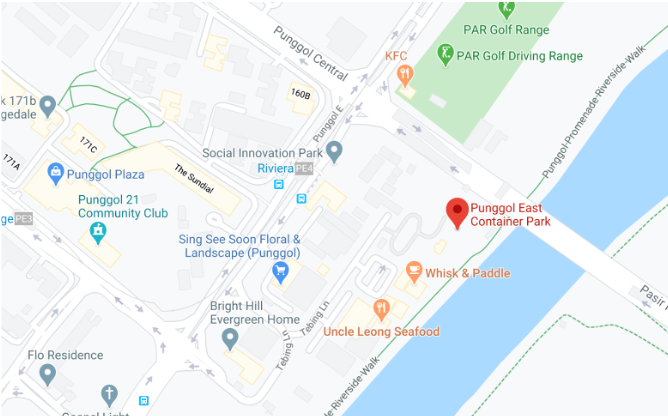 PAR Golf Range
Punggol Central
KFC
PAR Golf Driving Range
k 171b
gedale
160B
Punggol E
Punggol Promenade Riverside Walk
171C
171A
Social Innovation Park
Riviera PE4
The Sundial
Punggol Plaza
Punggol 21
Community Club
ge PE3
Punggol East
Container Park
Sing See Soon Floral &
Landscape (Punggol)
Whisk & Paddle
Pasir
Bright Hill
Evergreen Home
Tebing Ln
Tebing Ln
Uncle Leong Seafood
Flo Residence
de Riverside-Walk
Gospel Light